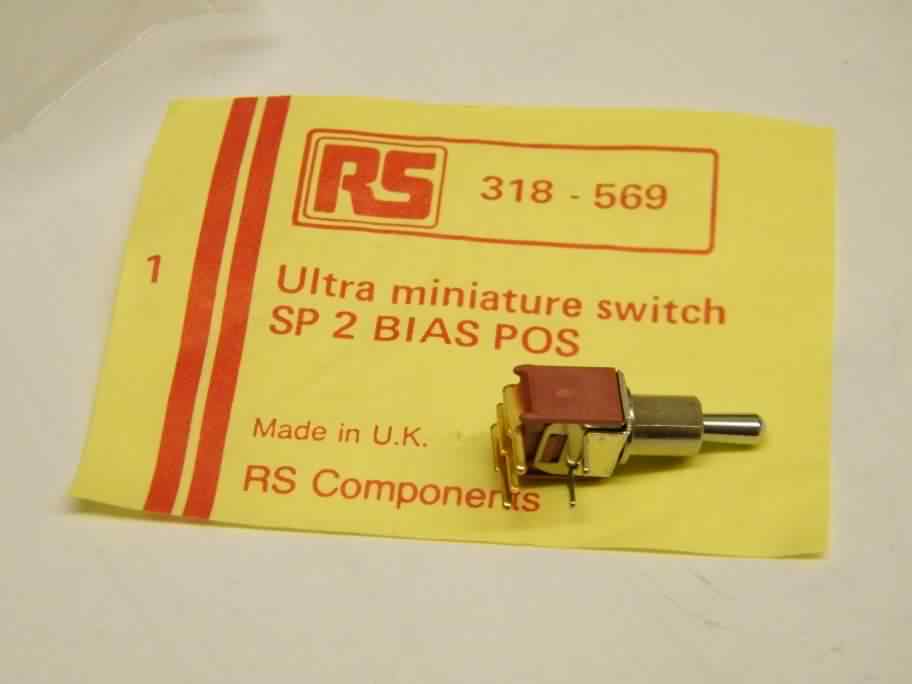 RS 318 - 569
1
Ultra miniature switch
SP 2 BIAS POS
Made in U.K.
RS Components